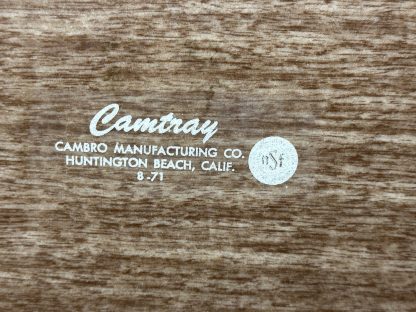 Camtray
CAMBRO MANUFACTURING CO.
HUNTINGTON BEACH, CALIF.
8-71
nsf